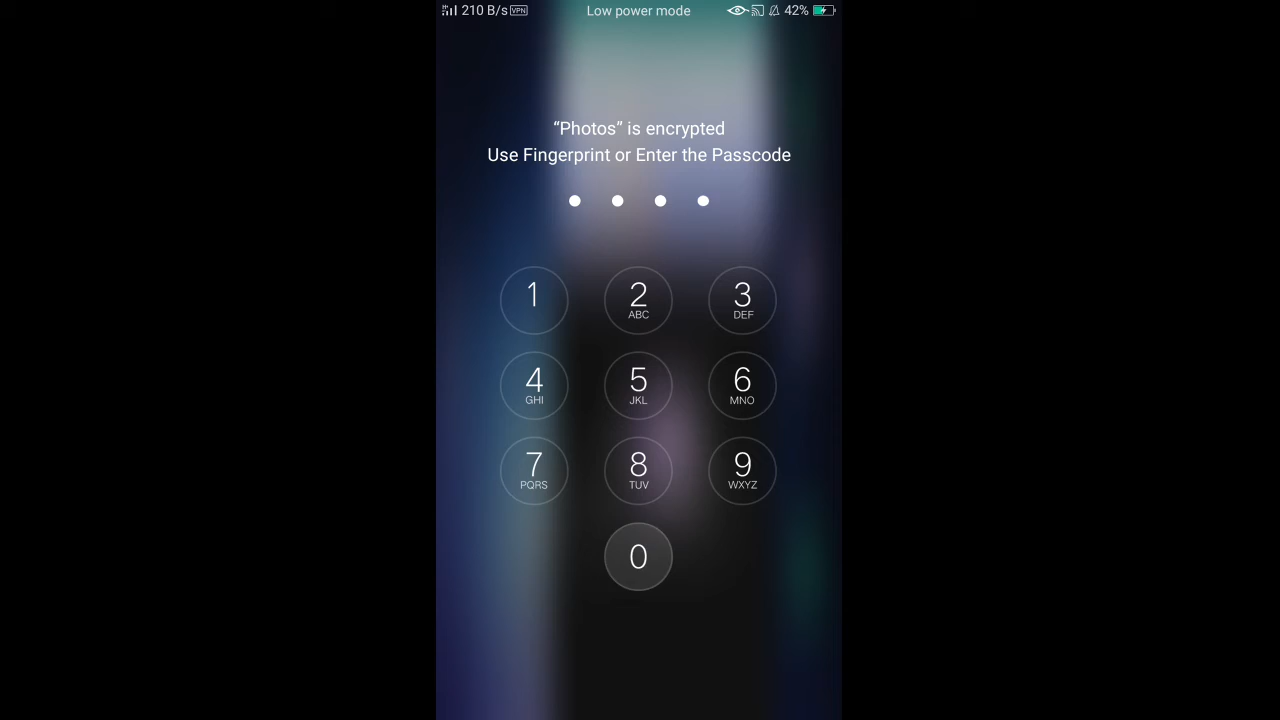 210 B/s VPN Low power mode 42%
“Photos” is encrypted
Use Fingerprint or Enter the Passcode
1 2 3
ABC DEF
4 5 6
GHI JKL MNO
7 8 9
PQRS TUV WXYZ
0